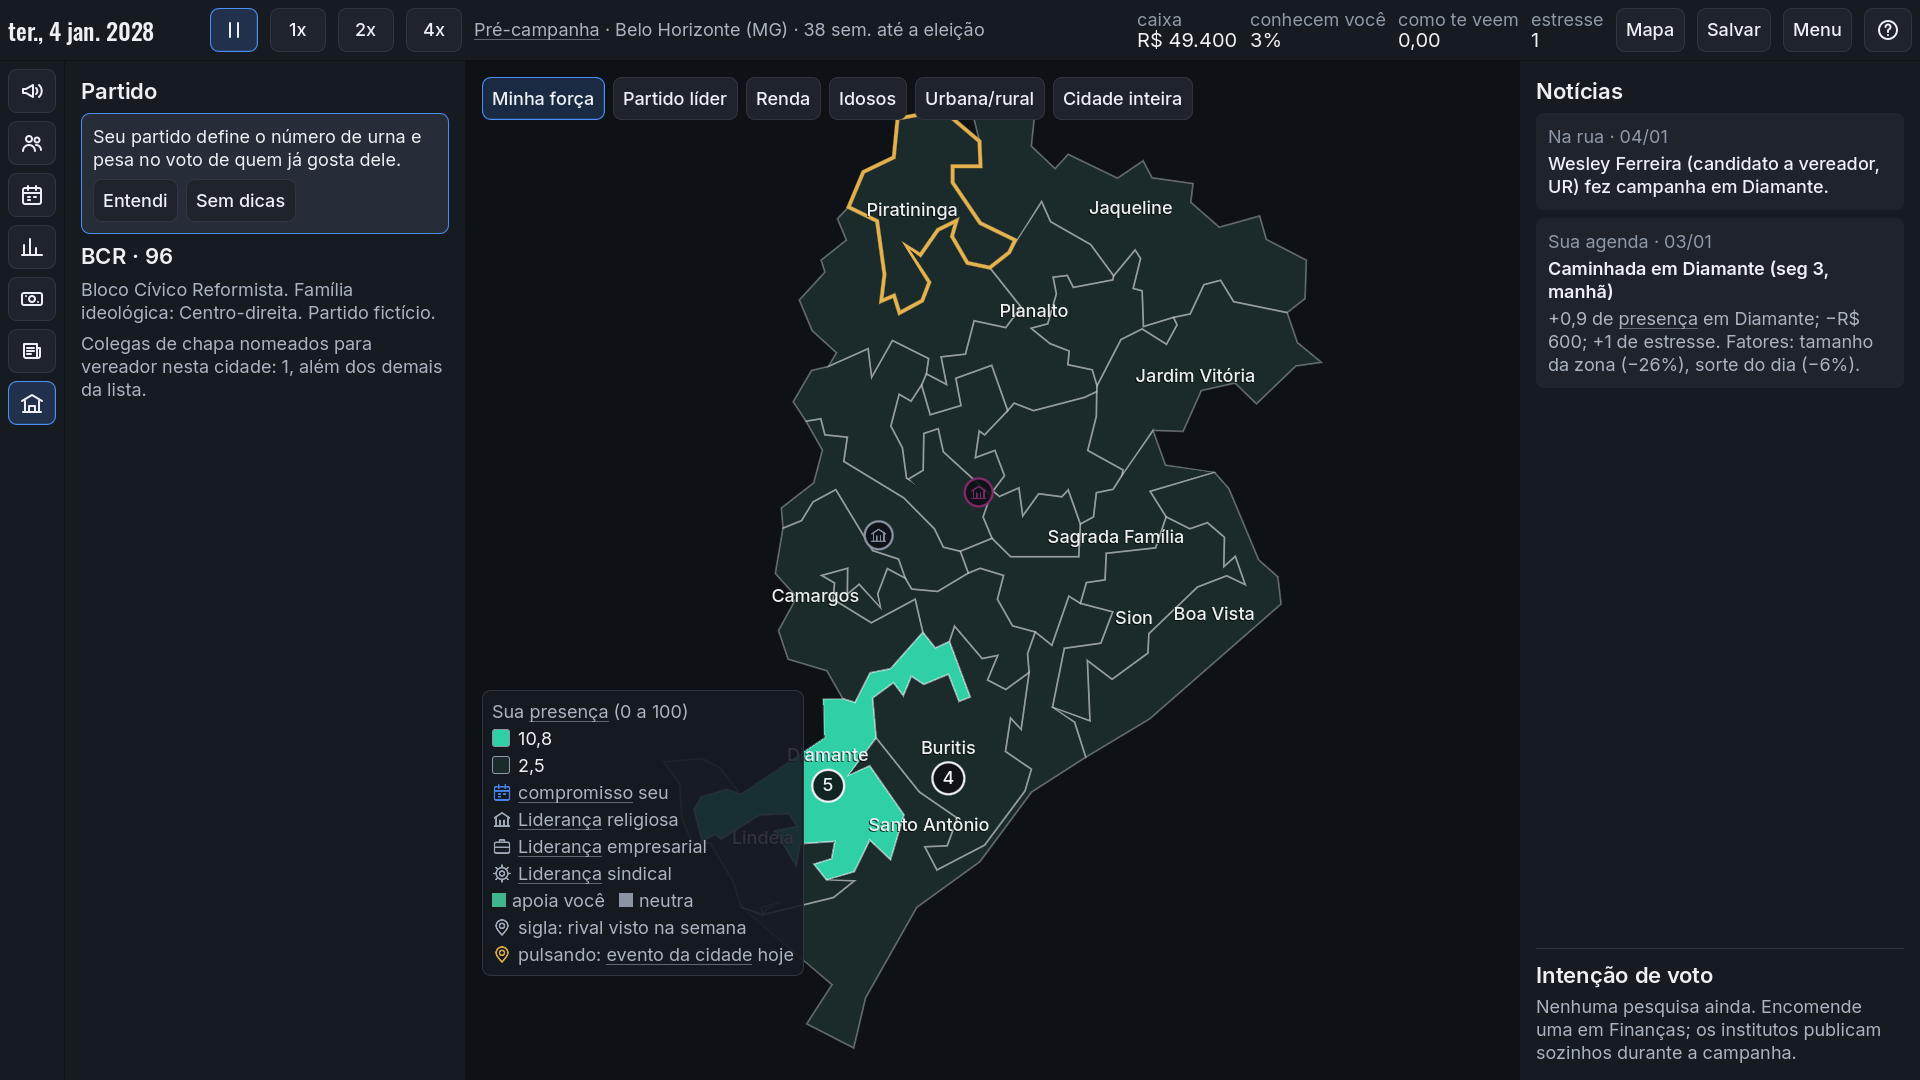 ter., 4 jan. 2028
1x
2x
4x
Pré-campanha · Belo Horizonte (MG) · 38 sem. até a eleição
caixa
R$ 49.400
conhecem você
3%
como te veem
0,00
estresse
1
Mapa
Salvar
Menu
Partido
Seu partido define o número de urna e
pesa no voto de quem já gosta dele.
Entendi
Sem dicas
BCR · 96
Bloco Cívico Reformista. Família
ideológica: Centro-direita. Partido fictício.
Colegas de chapa nomeados para
vereador nesta cidade: 1, além dos demais
da lista.
Minha força
Partido líder
Renda
Idosos
Urbana/rural
Cidade inteira
Piratininga
Jaqueline
Planalto
Jardim Vitória
Sagrada Família
Camargos
Sion
Boa Vista
Diamante
5
Buritis
4
Santo Antônio
Lindéia
Sua presença (0 a 100)
10,8
2,5
compromisso seu
Liderança religiosa
Liderança empresarial
Liderança sindical
apoia você
neutra
sigla: rival visto na semana
pulsando: evento da cidade hoje
Notícias
Na rua · 04/01
Wesley Ferreira (candidato a vereador,
UR) fez campanha em Diamante.
Sua agenda · 03/01
Caminhada em Diamante (seg 3,
manhã)
+0,9 de presença em Diamante; −R$
600; +1 de estresse. Fatores: tamanho
da zona (−26%), sorte do dia (−6%).
Intenção de voto
Nenhuma pesquisa ainda. Encomende
uma em Finanças; os institutos publicam
sozinhos durante a campanha.